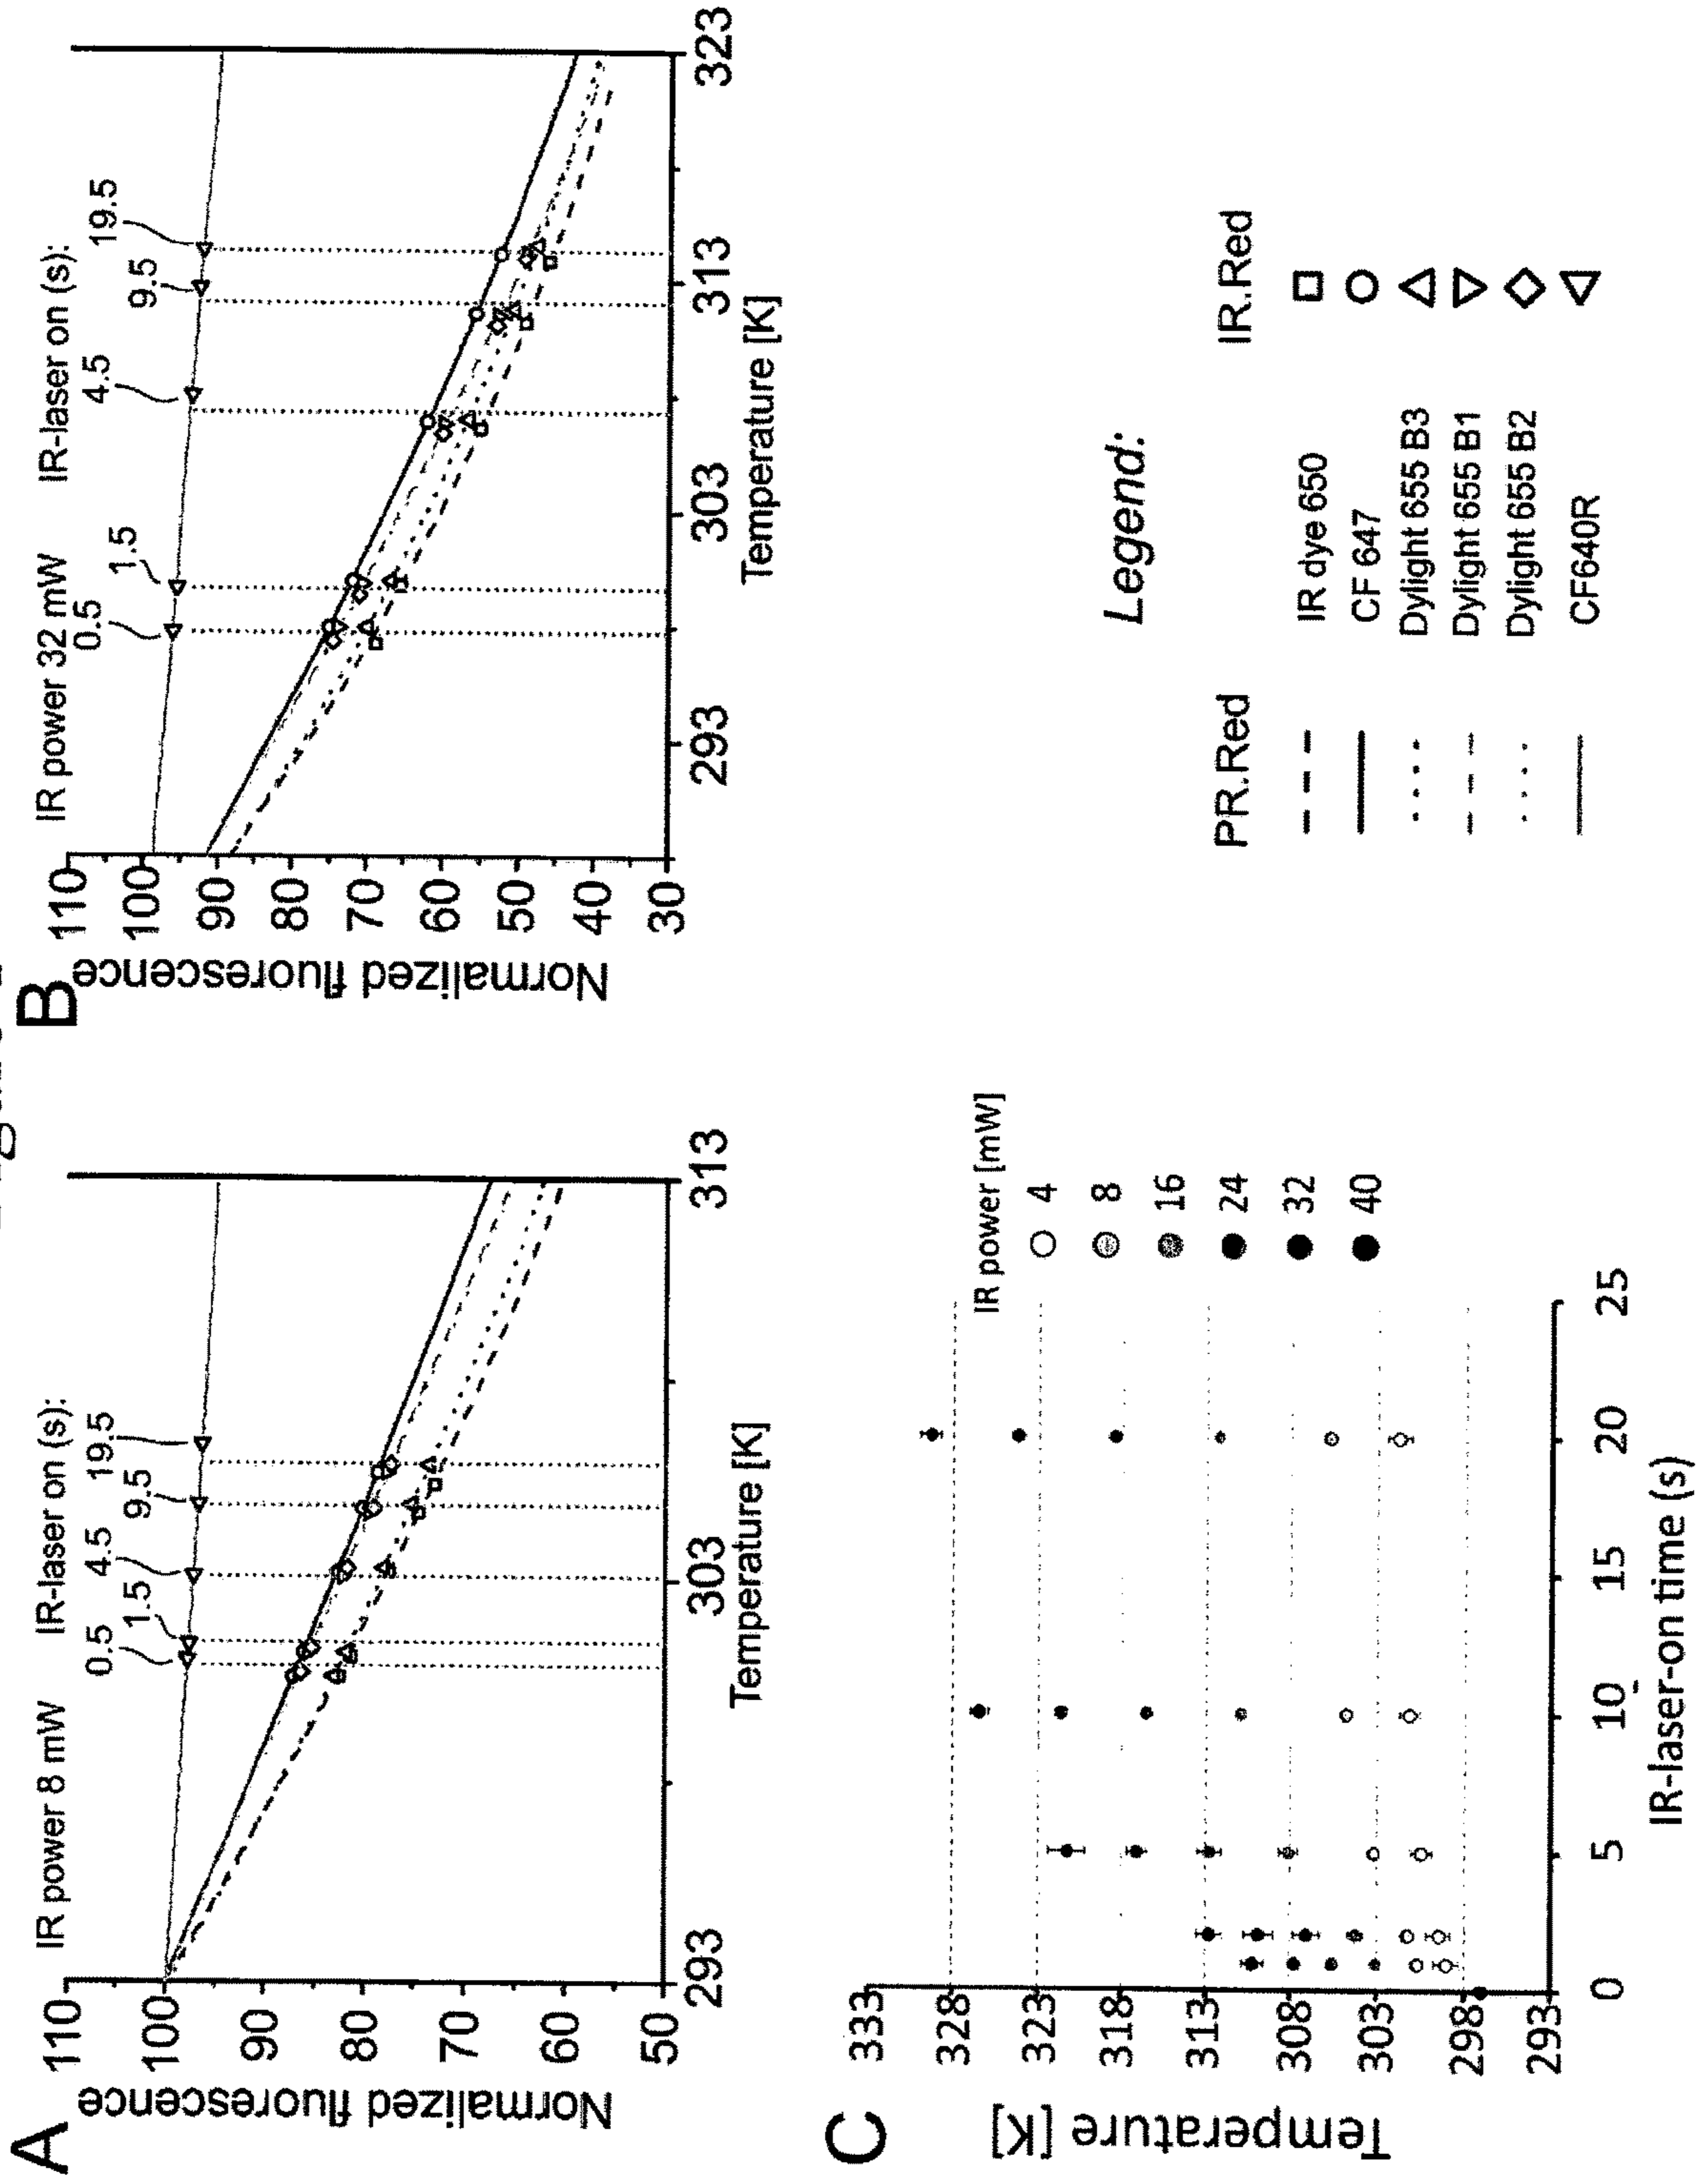 A
IR power 8 mW
IR-laser on (s):
0.5
1.5
4.5
9.5
19.5
110
100
90
80
70
60
50
Normalized fluorescence
293
303
313
Temperature [K]
B
IR power 32 mW
IR-laser on (s):
0.5
1.5
4.5
9.5
19.5
110
100
90
80
70
60
50
40
30
Normalized fluorescence
293
303
313
323
Temperature [K]
C
333
328
323
318
313
308
303
298
293
Temperature [K]
0
5
10
15
20
25
IR-laser-on time (s)
IR power [mW]
4
8
16
24
32
40
Legend:
PR.Red
IR.Red
IR dye 650
CF 647
Dylight 655 B3
Dylight 655 B1
Dylight 655 B2
CF640R